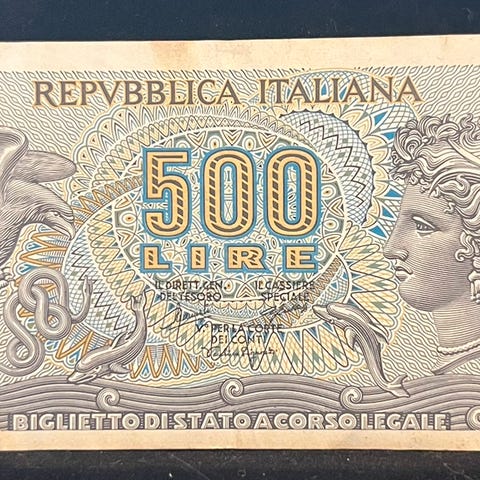 REPVBBLICA ITALIANA
500
LIRE
IL DIRETT. GEN. IL CASSIERE
DEL TESORO SPECIALE
Vº PER LA CORTE
DEI CONTI
BIGLIETTO DI STATO A CORSO LEGALE